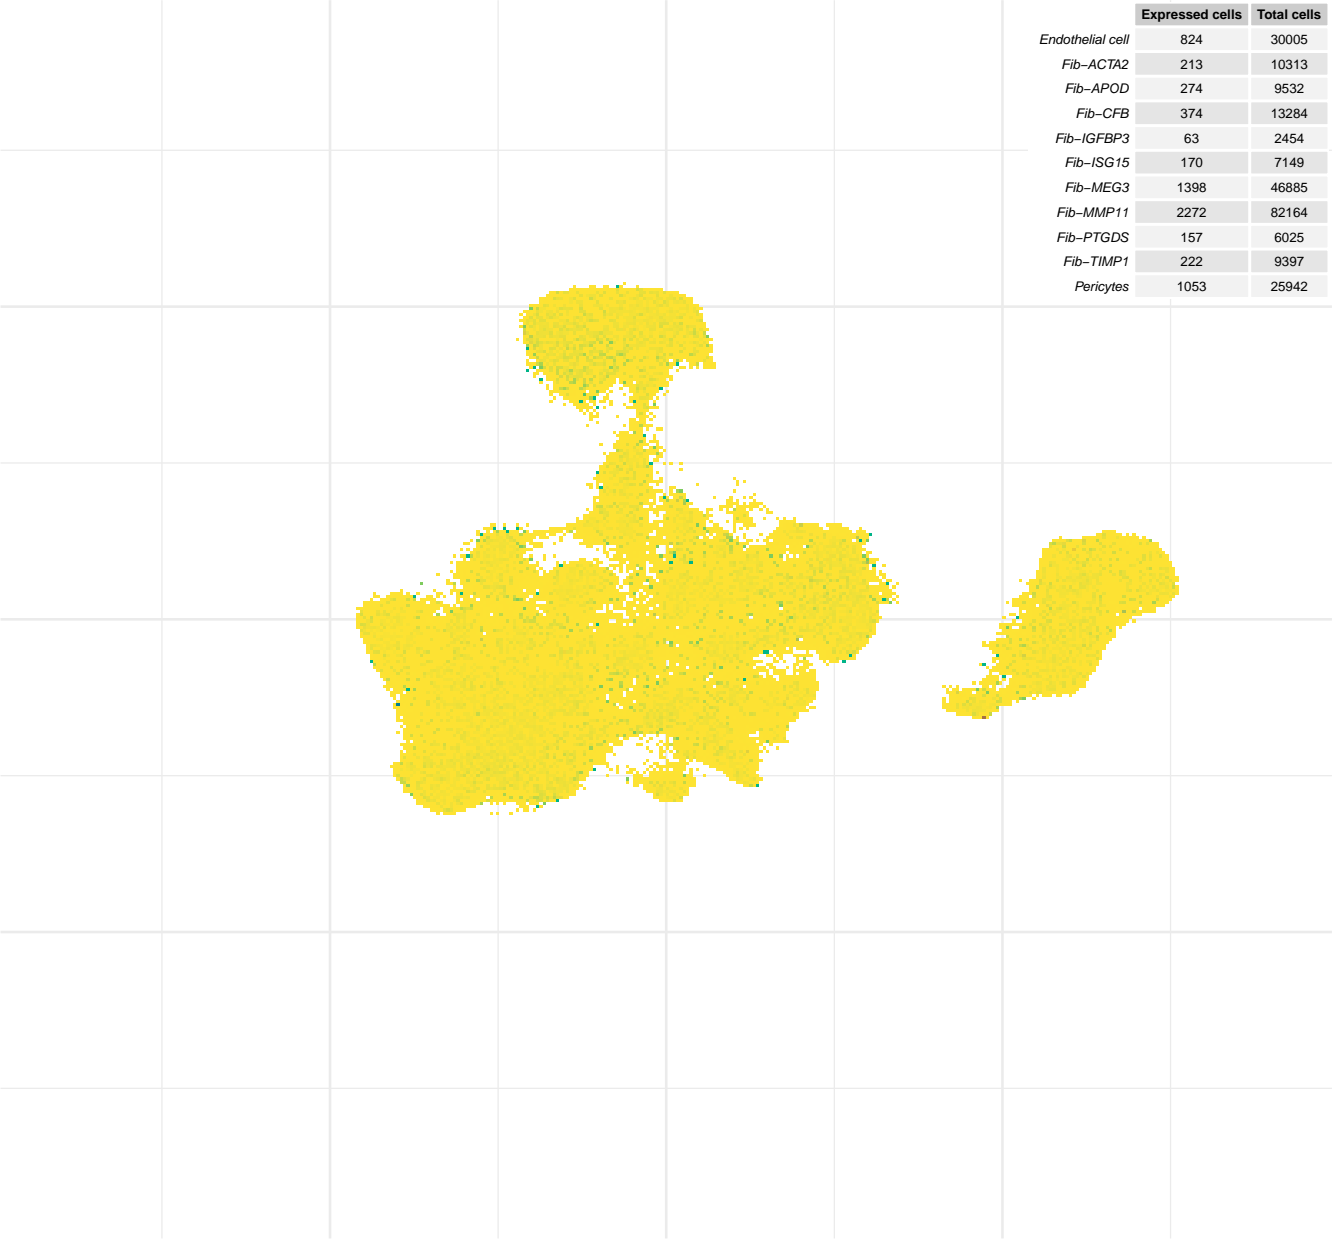 Expressed cells Total cells
Endothelial cell 824 30005
Fib−ACTA2 213 10313
Fib−APOD 274 9532
Fib−CFB 374 13284
Fib−IGFBP3 63 2454
Fib−ISG15 170 7149
Fib−MEG3 1398 46885
Fib−MMP11 2272 82164
Fib−PTGDS 157 6025
Fib−TIMP1 222 9397
Pericytes 1053 25942